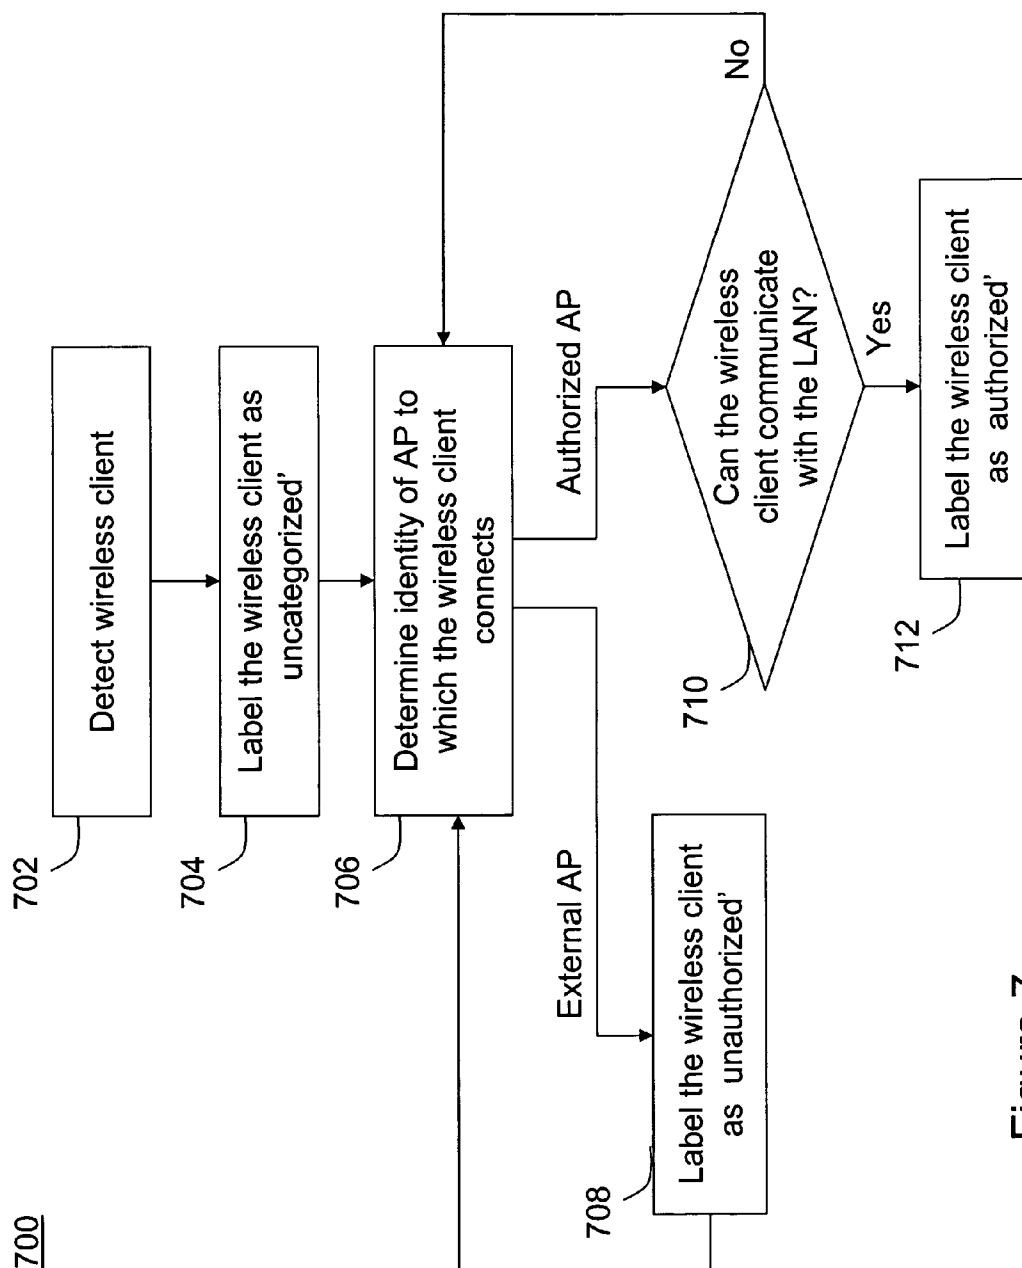 700
702
Detect wireless client
704
Label the wireless client as
uncategorized'
706
Determine identity of AP to
which the wireless client
connects
External AP
Authorized AP
708
Label the wireless client
as unauthorized'
710
Can the wireless
client communicate
with the LAN?
No
Yes
712
Label the wireless client
as authorized'
Figure 7